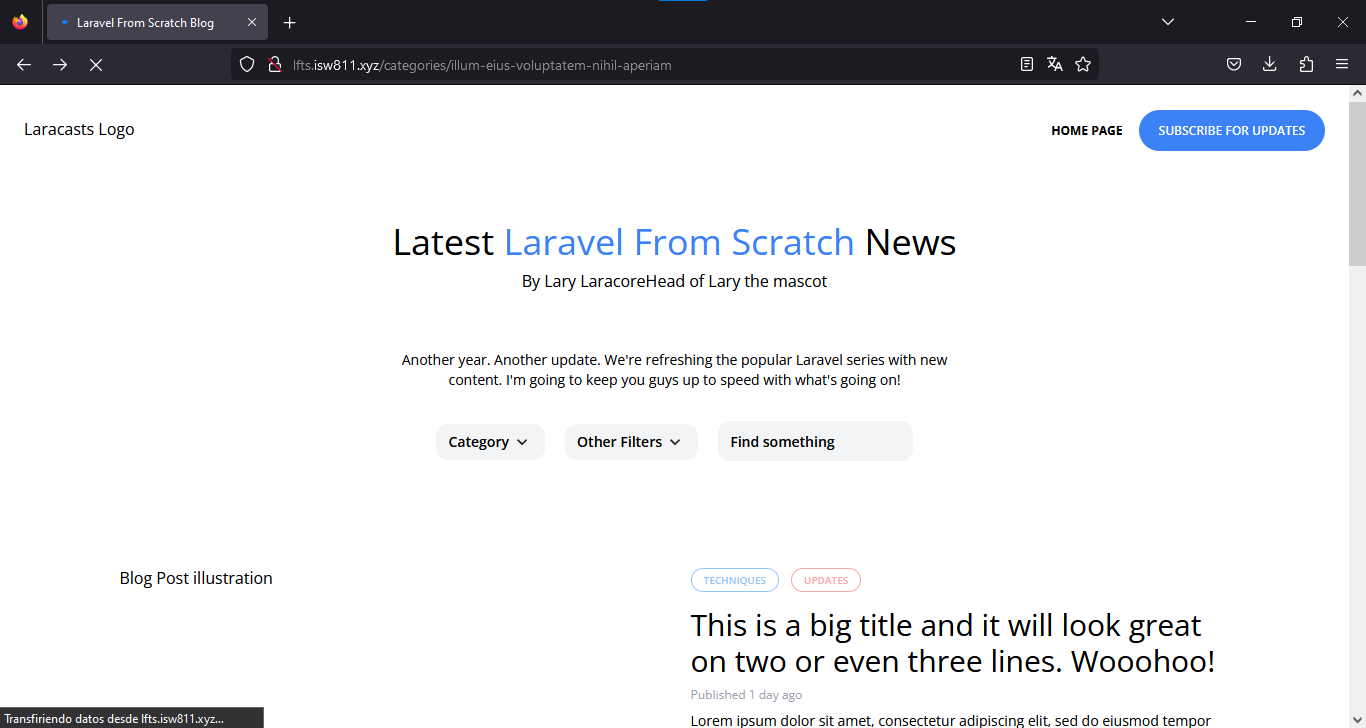 Laravel From Scratch Blog
lfts.isw811.xyz/categories/illum-eius-voluptatem-nihil-aperiam
Laracasts Logo
HOME PAGE
SUBSCRIBE FOR UPDATES
Latest Laravel From Scratch News
By Lary LaracoreHead of Lary the mascot
Another year. Another update. We're refreshing the popular Laravel series with new
content. I'm going to keep you guys up to speed with what's going on!
Category
Other Filters
Find something
Blog Post illustration
TECHNIQUES
UPDATES
This is a big title and it will look great
on two or even three lines. Wooohoo!
Published 1 day ago
Lorem ipsum dolor sit amet, consectetur adipiscing elit, sed do eiusmod tempor
Transfiriendo datos desde lfts.isw811.xyz...